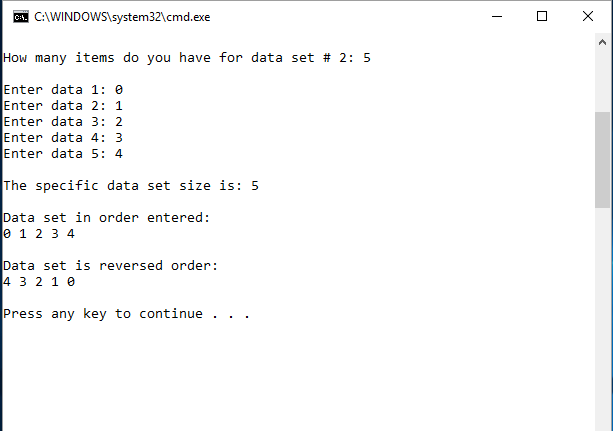 C:\WINDOWS\system32\cmd.exe
How many items do you have for data set # 2: 5
Enter data 1: 0
Enter data 2: 1
Enter data 3: 2
Enter data 4: 3
Enter data 5: 4
The specific data set size is: 5
Data set in order entered:
0 1 2 3 4
Data set is reversed order:
4 3 2 1 0
Press any key to continue . . .